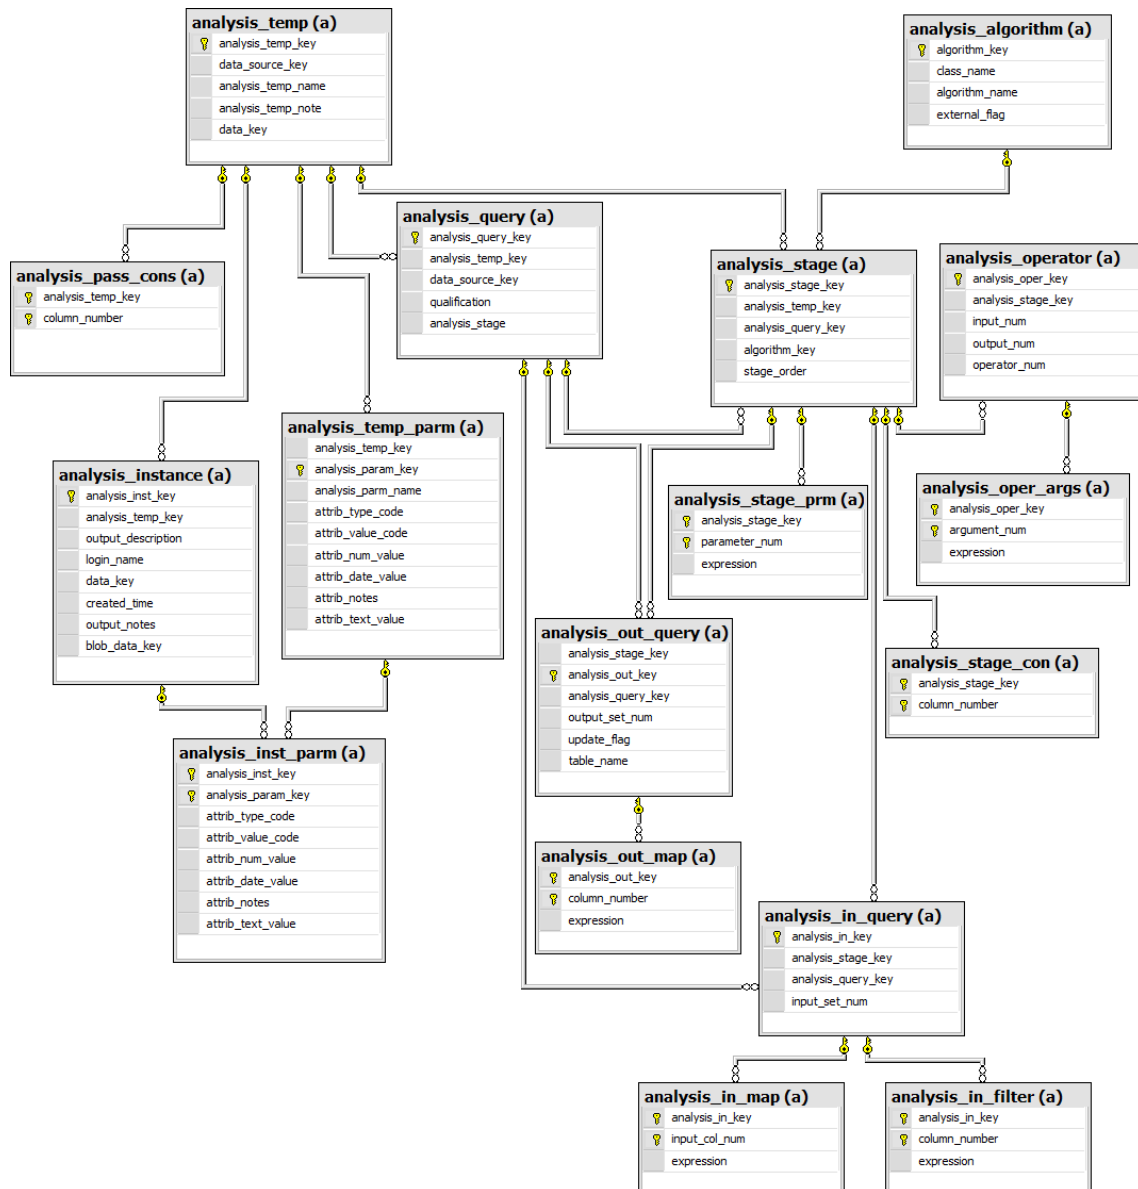 analysis_temp (a)
analysis_temp_key
data_source_key
analysis_temp_name
analysis_temp_note
data_key
analysis_algorithm (a)
algorithm_key
class_name
algorithm_name
external_flag
analysis_query (a)
analysis_query_key
analysis_temp_key
data_source_key
qualification
analysis_stage
analysis_stage (a)
analysis_stage_key
analysis_temp_key
analysis_query_key
algorithm_key
stage_order
analysis_operator (a)
analysis_oper_key
analysis_stage_key
input_num
output_num
operator_num
analysis_pass_cons (a)
analysis_temp_key
column_number
analysis_temp_parm (a)
analysis_temp_key
analysis_param_key
analysis_parm_name
attrib_type_code
attrib_value_code
attrib_num_value
attrib_date_value
attrib_notes
attrib_text_value
analysis_instance (a)
analysis_inst_key
analysis_temp_key
output_description
login_name
data_key
created_time
output_notes
blob_data_key
analysis_stage_prm (a)
analysis_stage_key
parameter_num
expression
analysis_oper_args (a)
analysis_oper_key
argument_num
expression
analysis_out_query (a)
analysis_stage_key
analysis_out_key
analysis_query_key
output_set_num
update_flag
table_name
analysis_stage_con (a)
analysis_stage_key
column_number
analysis_inst_parm (a)
analysis_inst_key
analysis_param_key
attrib_type_code
attrib_value_code
attrib_num_value
attrib_date_value
attrib_notes
attrib_text_value
analysis_out_map (a)
analysis_out_key
column_number
expression
analysis_in_query (a)
analysis_in_key
analysis_stage_key
analysis_query_key
input_set_num
analysis_in_map (a)
analysis_in_key
input_col_num
expression
analysis_in_filter (a)
analysis_in_key
column_number
expression